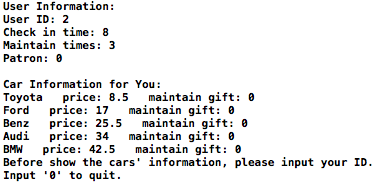 User Information:
User ID: 2
Check in time: 8
Maintain times: 3
Patron: 0

Car Information for You:
Toyota   price: 8.5   maintain gift: 0
Ford   price: 17   maintain gift: 0
Benz   price: 25.5   maintain gift: 0
Audi   price: 34   maintain gift: 0
BMW   price: 42.5   maintain gift: 0
Before show the cars' information, please input your ID.
Input '0' to quit.